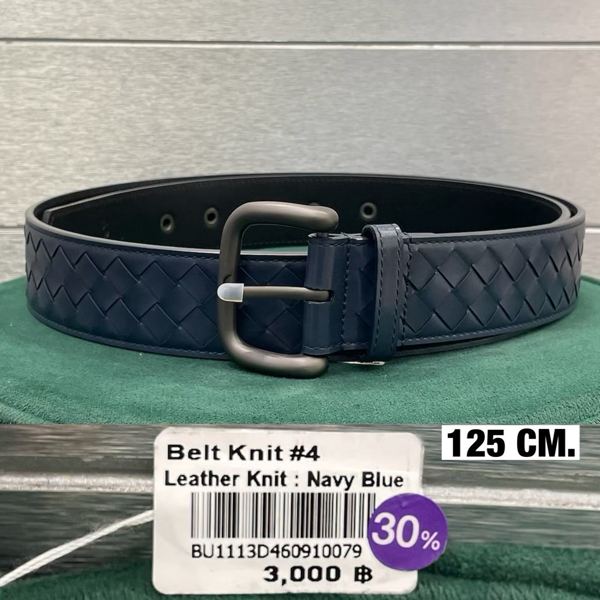 125 CM.
Belt Knit #4
Leather Knit : Navy Blue
30%
BU1113D460910079
3,000 ฿